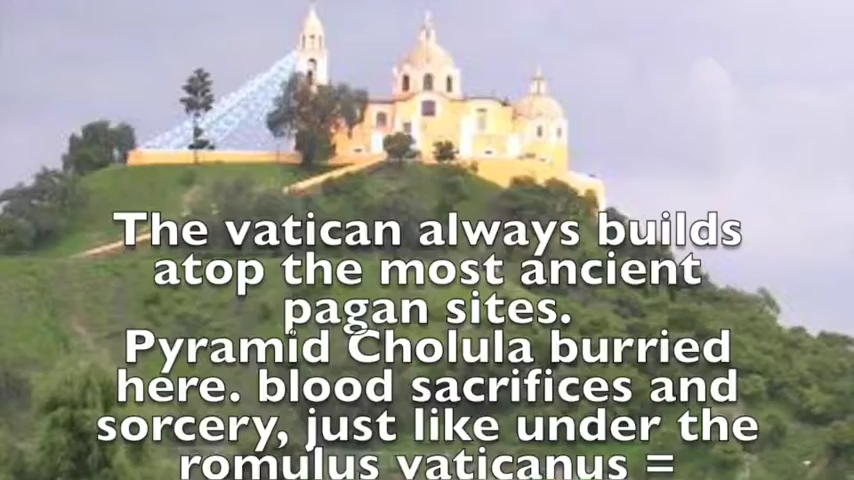 The vatican always builds
atop the most ancient
pagan sites.
Pyramid Cholula burried
here. blood sacrifices and
sorcery, just like under the
romulus vaticanus =